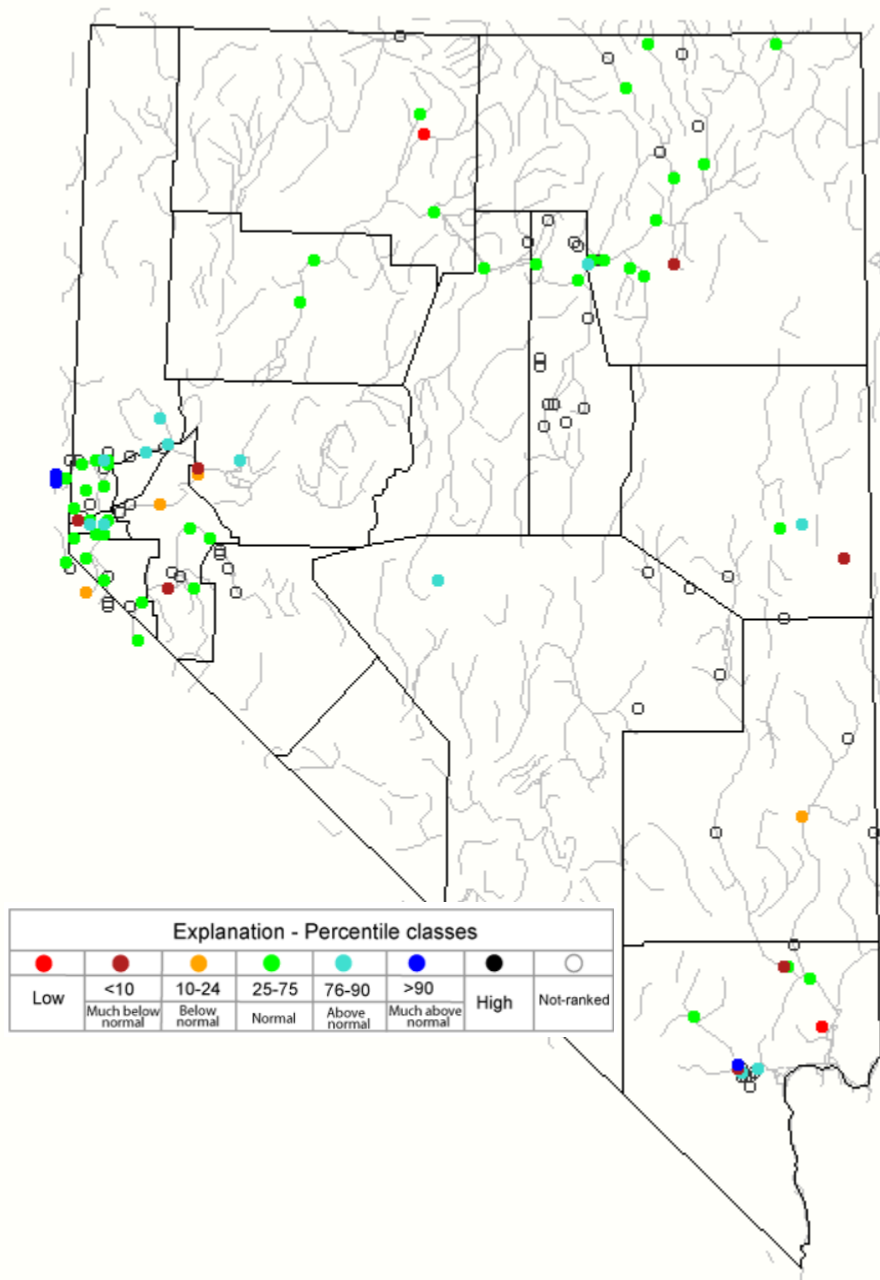 Explanation - Percentile classes
Low
<10
10-24
25-75
76-90
>90
High
Not-ranked
Much below
normal
Below
normal
Normal
Above
normal
Much above
normal